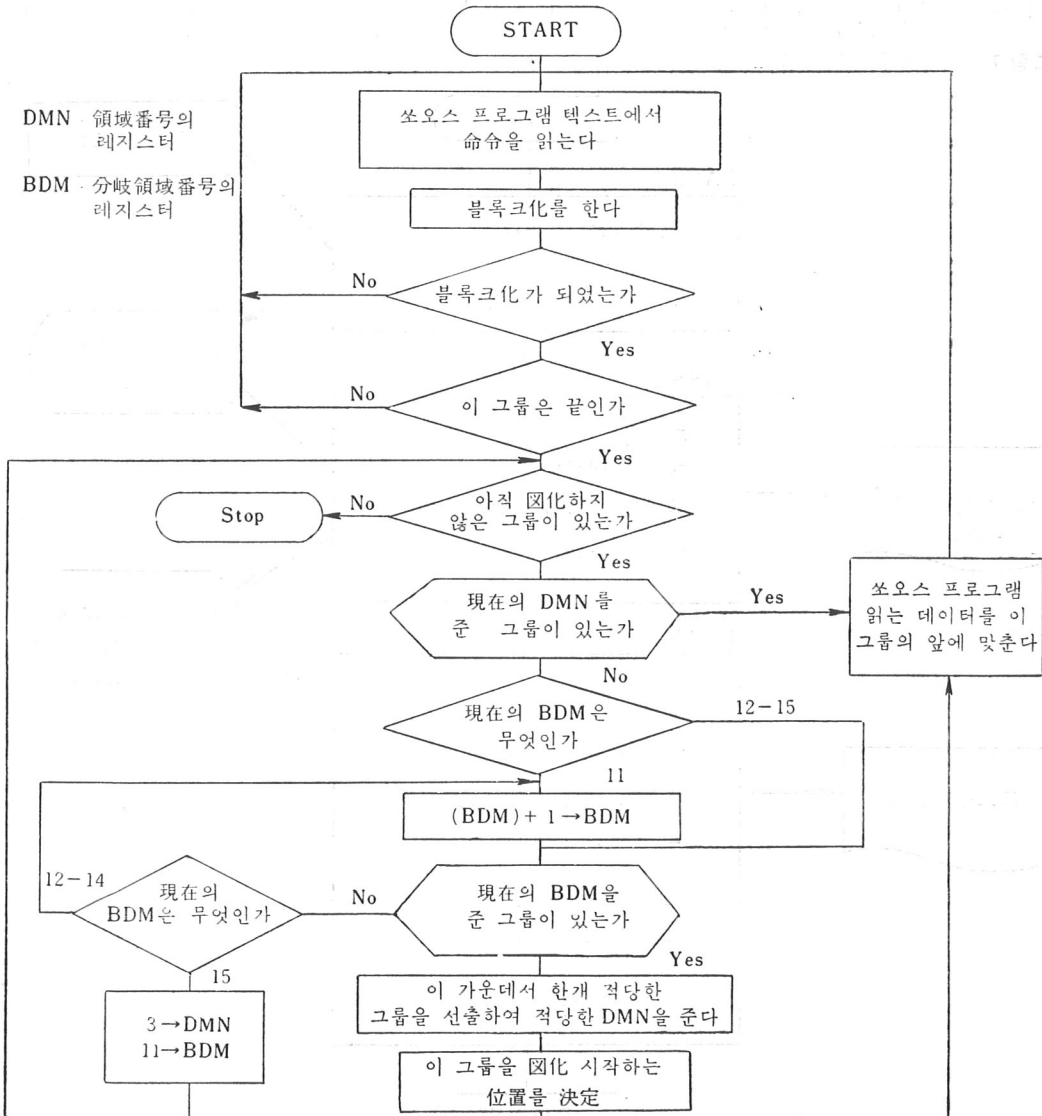 START
DMN 領域番号의
레지스터
BDM 分岐領域番号의
레지스터
쏘오스 프로그램 텍스트에서
命令을 읽는다
블록크化를 한다
No
블록크化가 되었는가
Yes
No
이 그룹은 끝인가
Yes
Stop
No
아직 図化하지
않은 그룹이 있는가
Yes
現在의 DMN를
준 그룹이 있는가
Yes
쏘오스 프로그램
읽는 데이터를 이
그룹의 앞에 맞춘다
No
現在의 BDM은
무엇인가
12-15
11
(BDM)+ 1→BDM
12-14
現在의
BDM은 무엇인가
No
現在의 BDM을
준 그룹이 있는가
Yes
15
3→DMN
11→BDM
이 가운데서 한개 적당한
그룹을 선출하여 적당한 DMN을 준다
이 그룹을 図化 시작하는
位置를 決定